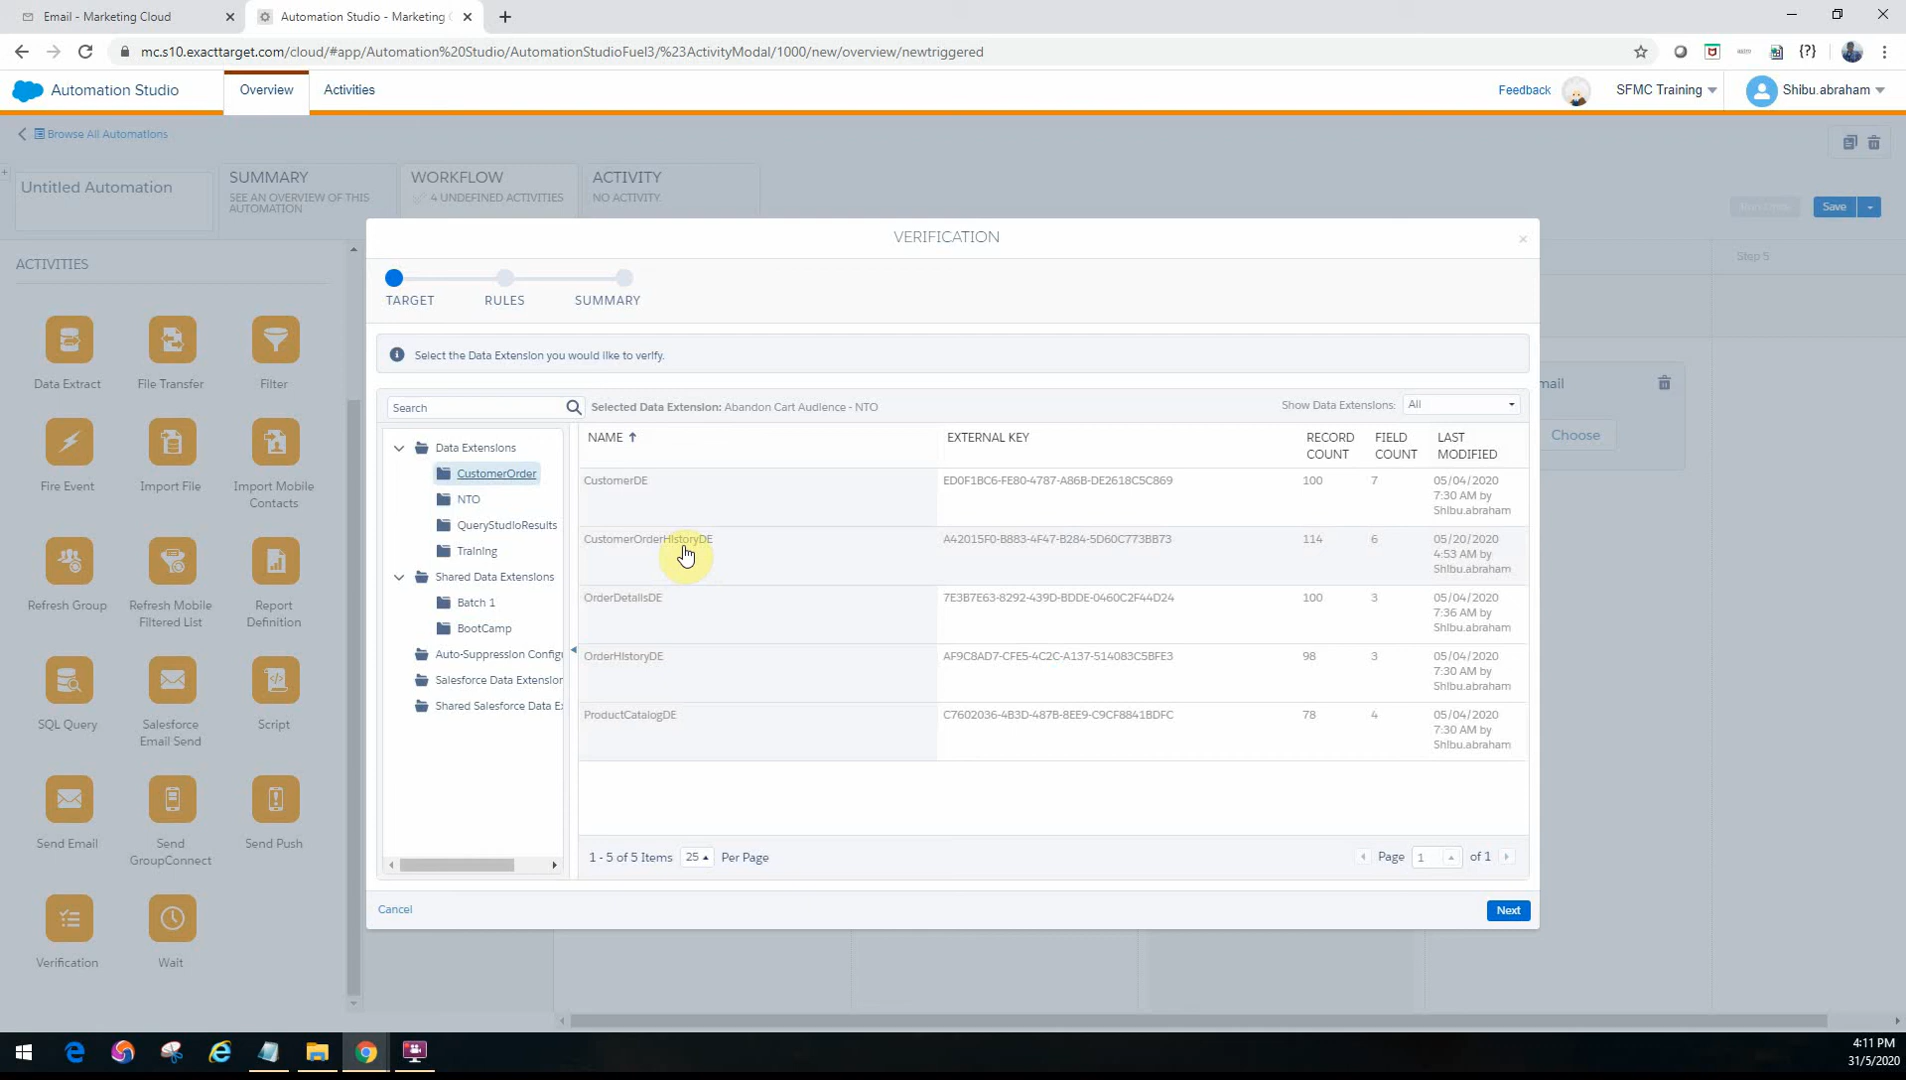 Email - Marketing Cloud
Automation Studio - Marketing C
mc.s10.exacttarget.com/cloud/#app/Automation%20Studio/AutomationStudioFuel3/%23ActivityModal/1000/new/overview/newtriggered
Automation Studio
Overview
Activities
Feedback
SFMC Training
Shibu.abraham
Browse All Automations
Untitled Automation
SUMMARY
SEE AN OVERVIEW OF THIS
AUTOMATION
WORKFLOW
4 UNDEFINED ACTIVITIES
ACTIVITY
NO ACTIVITY
Save
ACTIVITIES
Data Extract
File Transfer
Filter
Fire Event
Import File
Import Mobile
Contacts
Refresh Group
Refresh Mobile
Filtered List
Report
Definition
SQL Query
Salesforce
Email Send
Script
Send Email
Send
GroupConnect
Send Push
Verification
Wait
Step 5
mail
Choose
VERIFICATION
TARGET
RULES
SUMMARY
Select the Data Extension you would like to verify.
Search
Selected Data Extension: Abandon Cart Audience - NTO
Show Data Extensions:
All
Data Extensions
CustomerOrder
NTO
QueryStudioResults
Training
Shared Data Extensions
Batch 1
BootCamp
Auto-Suppression Config
Salesforce Data Extension
Shared Salesforce Data E
NAME
EXTERNAL KEY
RECORD
COUNT
FIELD
COUNT
LAST
MODIFIED
CustomerDE
ED0F1BC6-FE80-4787-A86B-DE2618C5C869
100
7
05/04/2020
7:30 AM by
Shibu.abraham
CustomerOrderHistoryDE
A42015F0-B883-4F47-B284-5D60C773BB73
114
6
05/20/2020
4:53 AM by
Shibu.abraham
OrderDetailsDE
7E3B7E63-8292-439D-BDDE-0460C2F44D24
100
3
05/04/2020
7:36 AM by
Shibu.abraham
OrderHistoryDE
AF9C8AD7-CFE5-4C2C-A137-514083C5BFE3
98
3
05/04/2020
7:30 AM by
Shibu.abraham
ProductCatalogDE
C7602036-4B3D-487B-8EE9-C9CF8841BDFC
78
4
05/04/2020
7:30 AM by
Shibu.abraham
1 - 5 of 5 Items
25
Per Page
Page
1
of 1
Cancel
Next
4:11 PM
31/5/2020